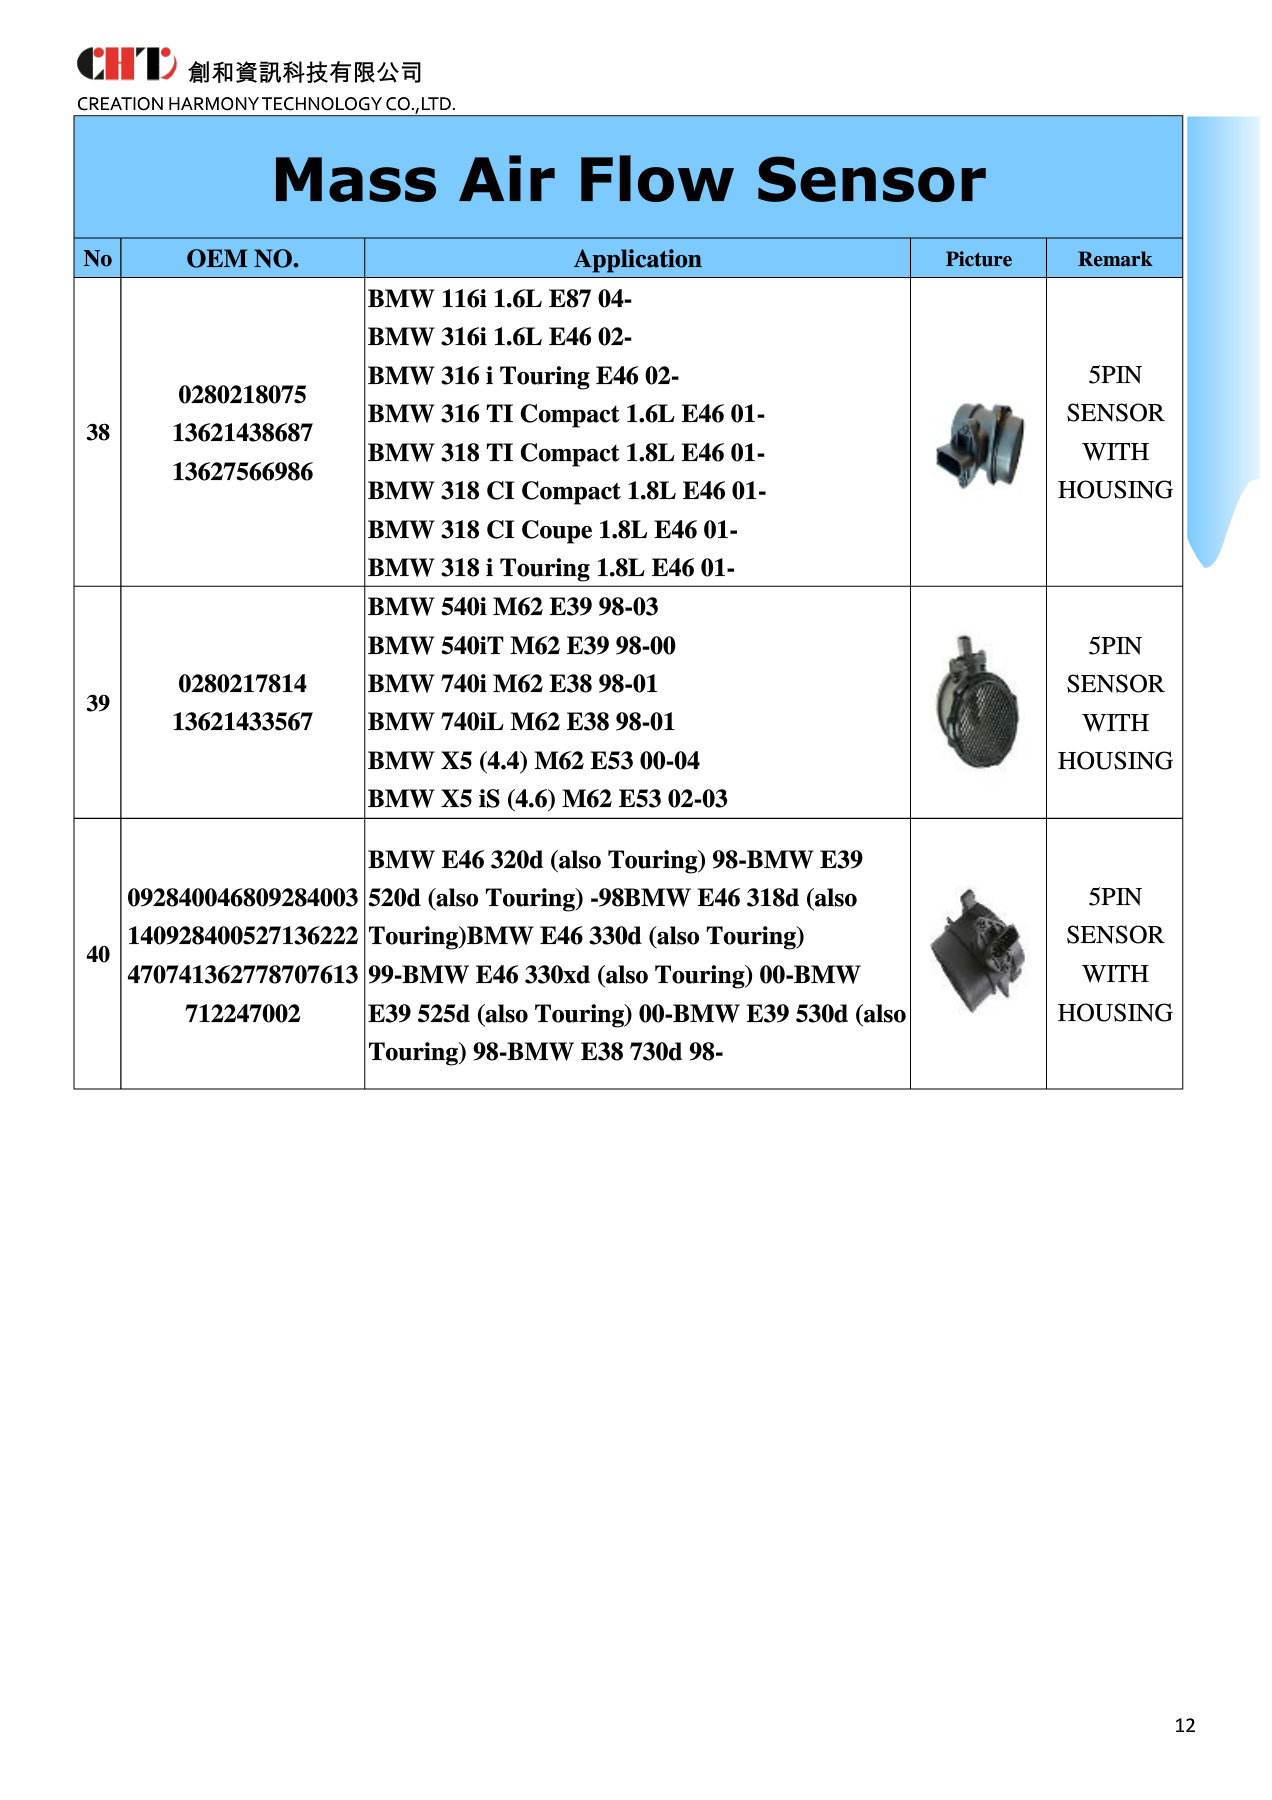 CHT 創和資訊科技有限公司
CREATION HARMONY TECHNOLOGY CO.,LTD.
Mass Air Flow Sensor
No OEM NO. Application Picture Remark
38
0280218075
13621438687
13627566986
BMW 116i 1.6L E87 04-
BMW 316i 1.6L E46 02-
BMW 316 i Touring E46 02-
BMW 316 TI Compact 1.6L E46 01-
BMW 318 TI Compact 1.8L E46 01-
BMW 318 CI Compact 1.8L E46 01-
BMW 318 CI Coupe 1.8L E46 01-
BMW 318 i Touring 1.8L E46 01-
5PIN
SENSOR
WITH
HOUSING
39
0280217814
13621433567
BMW 540i M62 E39 98-03
BMW 540iT M62 E39 98-00
BMW 740i M62 E38 98-01
BMW 740iL M62 E38 98-01
BMW X5 (4.4) M62 E53 00-04
BMW X5 iS (4.6) M62 E53 02-03
5PIN
SENSOR
WITH
HOUSING
40
092840046809284003
140928400527136222
470741362778707613
712247002
BMW E46 320d (also Touring) 98-BMW E39
520d (also Touring) -98BMW E46 318d (also
Touring)BMW E46 330d (also Touring)
99-BMW E46 330xd (also Touring) 00-BMW
E39 525d (also Touring) 00-BMW E39 530d (also
Touring) 98-BMW E38 730d 98-
5PIN
SENSOR
WITH
HOUSING
12